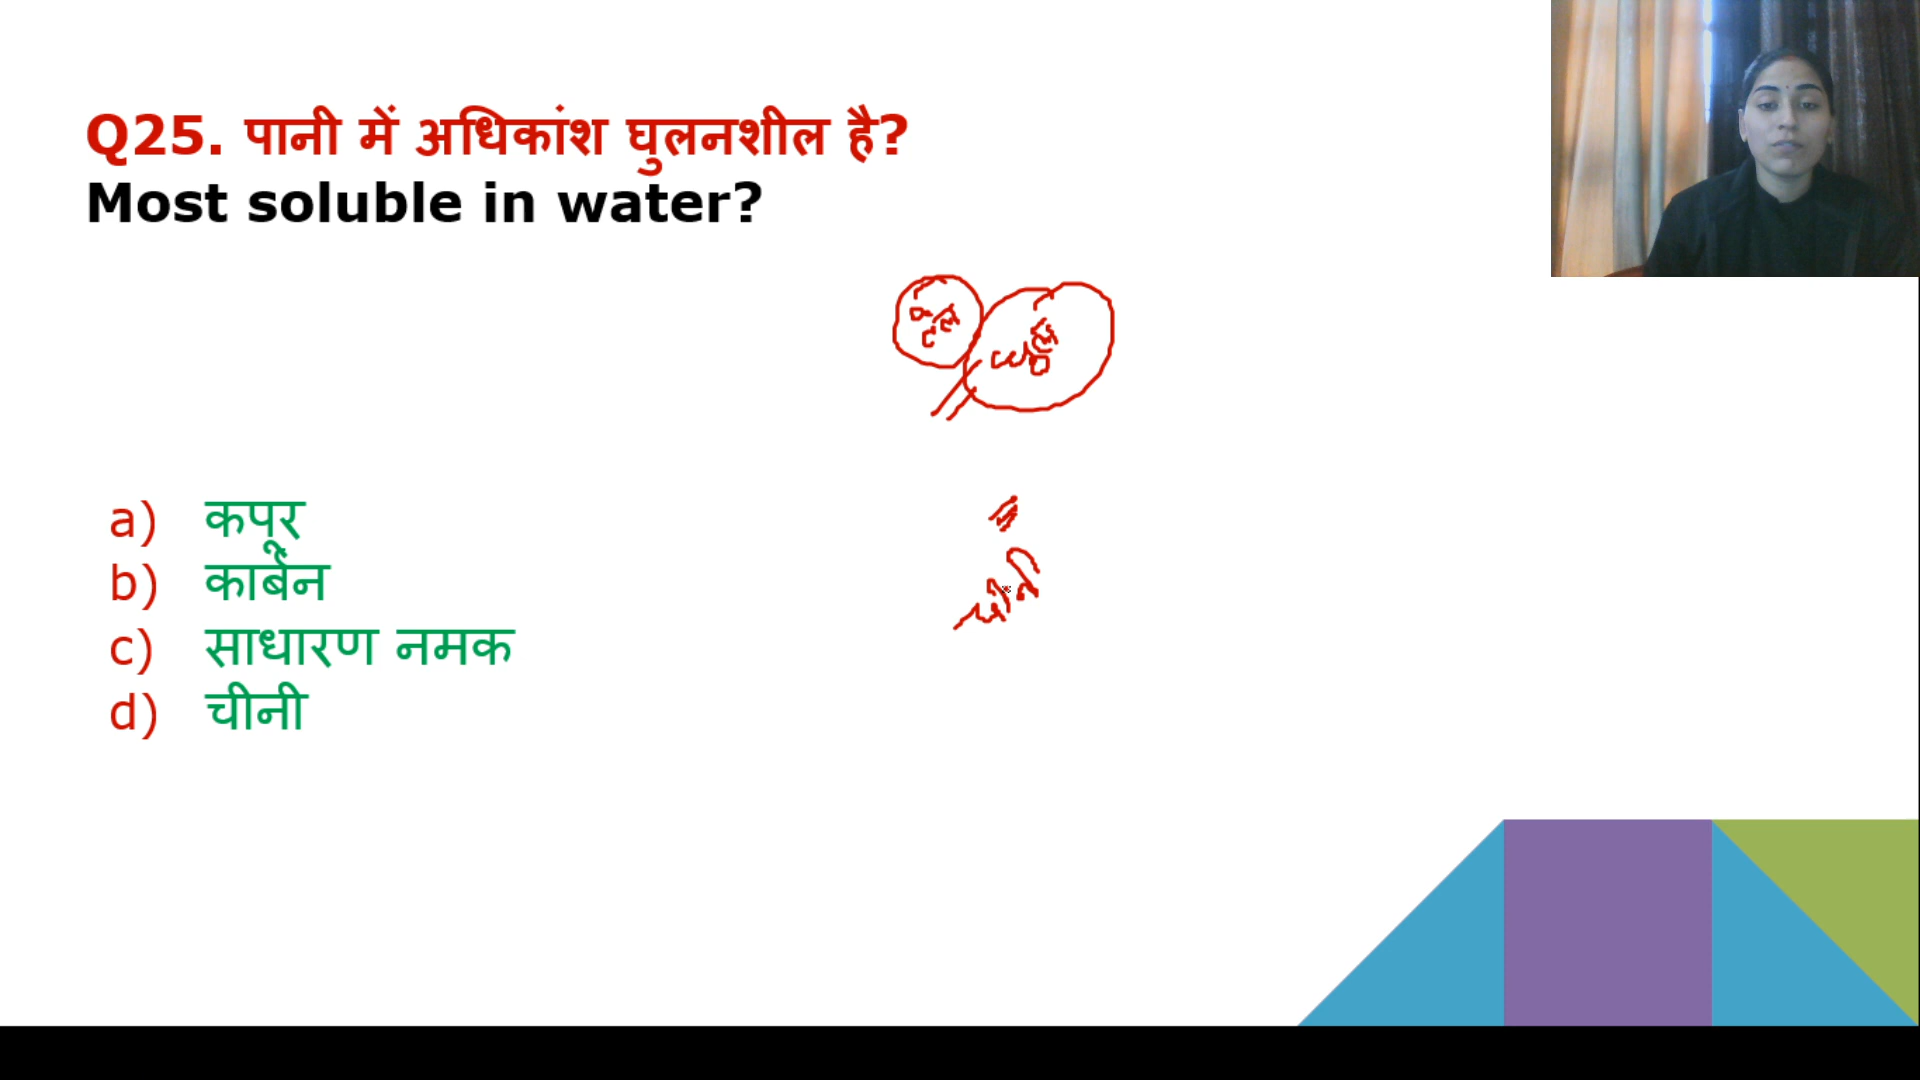 Q25. पानी में अधिकांश घुलनशील है?
Most soluble in water?
a) कपूर
b) कार्बन
c) साधारण नमक
d) चीनी